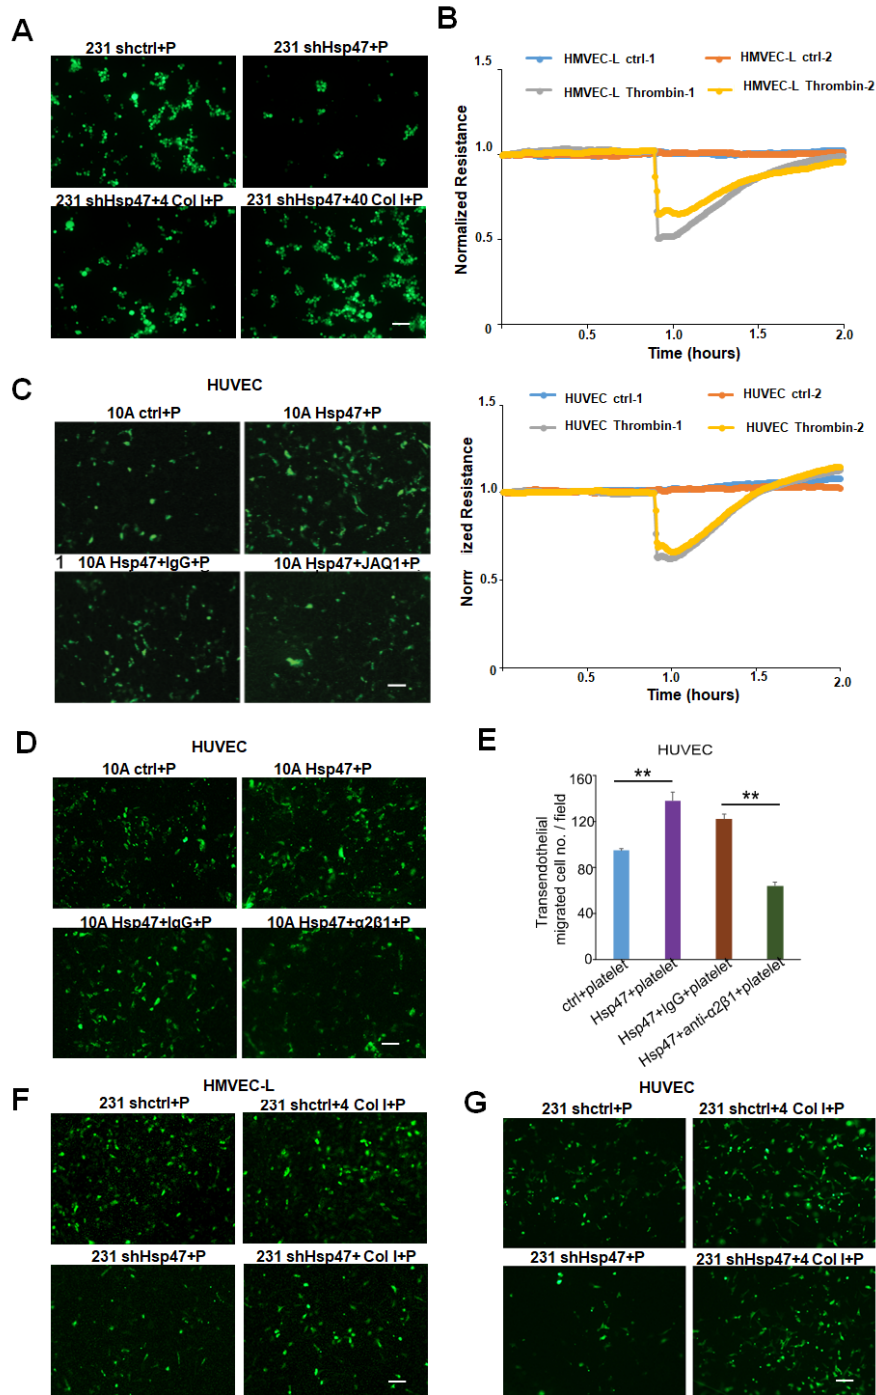 A
231 shctrl+P
231 shHsp47+P
231 shHsp47+4 Col I+P
231 shHsp47+40 Col I+P
B
1.5
HMVEC-L ctrl-1
HMVEC-L ctrl-2
HMVEC-L Thrombin-1
HMVEC-L Thrombin-2
1.0
0.5
0
Normalized Resistance
0.5
1.0
1.5
2.0
Time (hours)
1.5
HUVEC ctrl-1
HUVEC ctrl-2
HUVEC Thrombin-1
HUVEC Thrombin-2
1.0
0.5
0
Norm ized Resistance
0.5
1.0
1.5
2.0
Time (hours)
C
HUVEC
10A ctrl+P
10A Hsp47+P
1 10A Hsp47+IgG+P
10A Hsp47+JAQ1+P
D
HUVEC
10A ctrl+P
10A Hsp47+P
10A Hsp47+IgG+P
10A Hsp47+α2β1+P
E
HUVEC
160
120
80
40
0
Transendothelial
migrated cell no. / field
**
**
ctrl+platelet
Hsp47+platelet
Hsp47+IgG+platelet
Hsp47+anti-α2β1+platelet
F
HMVEC-L
231 shctrl+P
231 shctrl+4 Col I+P
231 shHsp47+P
231 shHsp47+ Col I+P
G
HUVEC
231 shctrl+P
231 shctrl+4 Col I+P
231 shHsp47+P
231 shHsp47+4 Col I+P